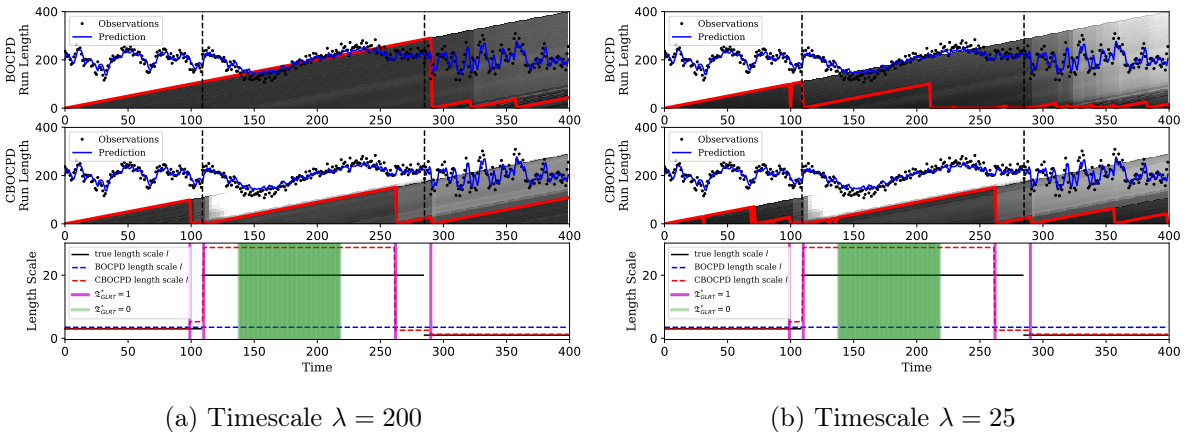 400
BOCPD
Run Length
Observations
Prediction
200
0
0 50 100 150 200 250 300 350 400
400
CBOCPD
Run Length
Observations
Prediction
200
0
0 50 100 150 200 250 300 350 400
Length Scale
true length scale l
BOCPD length scale l
CBOCPD length scale l
𝔗*GLRT = 1
𝔗*GLRT = 0
20
0
0 50 100 150 200 250 300 350 400
Time
(a) Timescale λ = 200
400
BOCPD
Run Length
Observations
Prediction
200
0
0 50 100 150 200 250 300 350 400
400
CBOCPD
Run Length
Observations
Prediction
200
0
0 50 100 150 200 250 300 350 400
Length Scale
true length scale l
BOCPD length scale l
CBOCPD length scale l
𝔗*GLRT = 1
𝔗*GLRT = 0
20
0
0 50 100 150 200 250 300 350 400
Time
(b) Timescale λ = 25